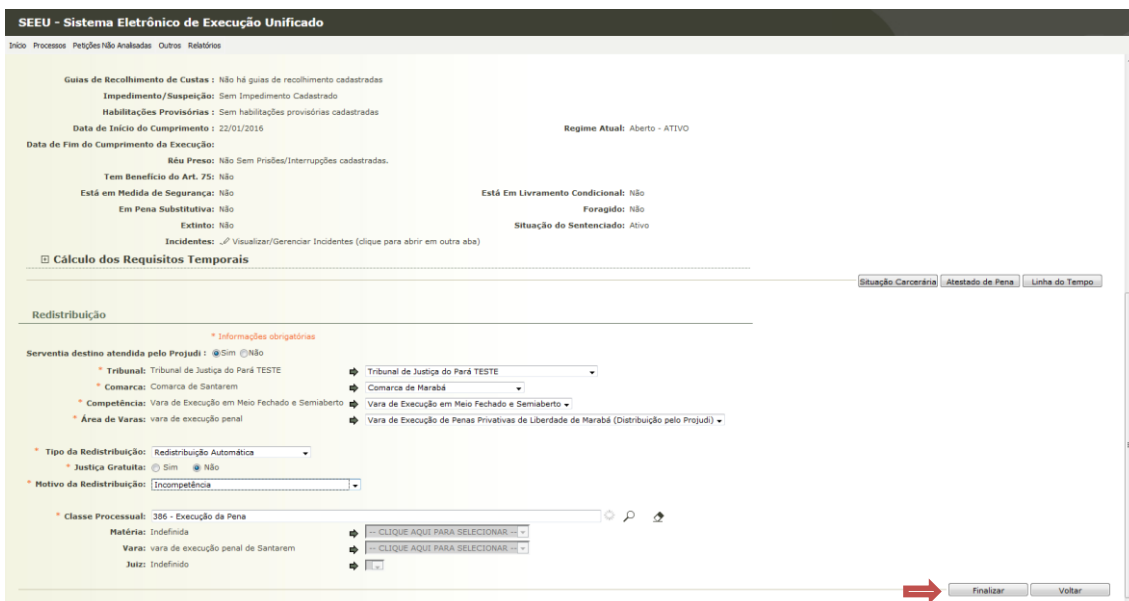 SEEU - Sistema Eletrônico de Execução Unificado
Início Processos Petições Não Analisadas Outros Relatórios
Guias de Recolhimento de Custas : Não há guias de recolhimento cadastradas
Impedimento/Suspeição: Sem Impedimento Cadastrado
Habilitações Provisórias : Sem habilitações provisórias cadastradas
Data de Início do Cumprimento : 22/01/2016 Regime Atual: Aberto - ATIVO
Data de Fim do Cumprimento da Execução:
Réu Preso: Não Sem Prisões/Interrupções cadastradas.
Tem Benefício do Art. 75: Não
Está em Medida de Segurança: Não Está Em Livramento Condicional: Não
Em Pena Substitutiva: Não Foragido: Não
Extinto: Não Situação do Sentenciado: Ativo
Incidentes: Visualizar/Gerenciar Incidentes (clique para abrir em outra aba)
Cálculo dos Requisitos Temporais
Situação Carcerária Atestado de Pena Linha do Tempo
Redistribuição
* Informações obrigatórias
Serventia destino atendida pelo Projudi : Sim Não
* Tribunal: Tribunal de Justiça do Pará TESTE Tribunal de Justiça do Pará TESTE
* Comarca: Comarca de Santarem Comarca de Marabá
* Competência: Vara de Execução em Meio Fechado e Semiaberto Vara de Execução em Meio Fechado e Semiaberto
* Área de Varas: vara de execução penal Vara de Execução de Penas Privativas de Liberdade de Marabá (Distribuição pelo Projudi)
* Tipo da Redistribuição: Redistribuição Automática
* Justiça Gratuita: Sim Não
* Motivo da Redistribuição: Incompetência
* Classe Processual: 386 - Execução da Pena
Matéria: Indefinida -- CLIQUE AQUI PARA SELECIONAR --
Vara: vara de execução penal de Santarem -- CLIQUE AQUI PARA SELECIONAR --
Juiz: Indefinido
Finalizar Voltar